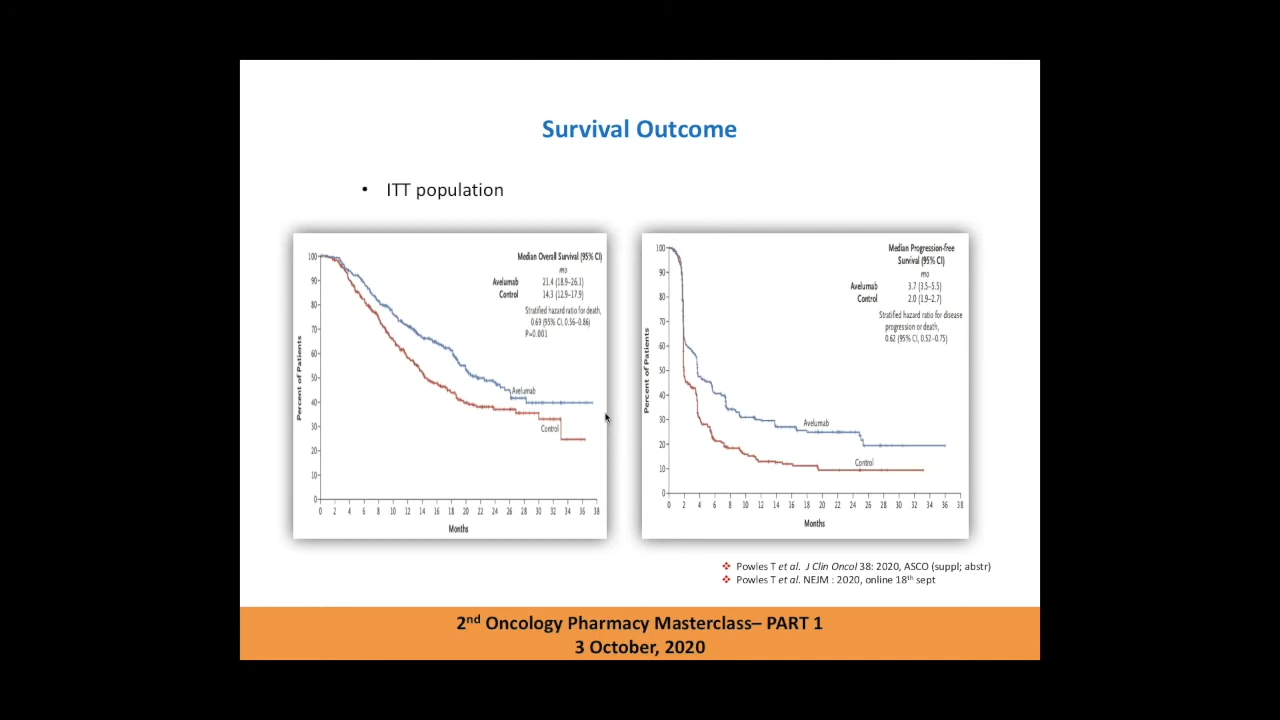 Survival Outcome
• ITT population
Median Overall Survival (95% CI)
mo
Avelumab 21.4 (18.9–26.1)
Control 14.3 (12.9–17.9)
Stratified hazard ratio for death,
0.69 (95% CI, 0.56–0.86)
P=0.001
Percent of Patients
100
90
80
70
60
50
40
30
20
10
0
Avelumab
Control
0 2 4 6 8 10 12 14 16 18 20 22 24 26 28 30 32 34 36 38
Months
Median Progression-free
Survival (95% CI)
mo
Avelumab 3.7 (3.5–5.5)
Control 2.0 (1.9–2.7)
Stratified hazard ratio for disease
progression or death,
0.62 (95% CI, 0.52–0.75)
Percent of Patients
100
90
80
70
60
50
40
30
20
10
0
Avelumab
Control
0 2 4 6 8 10 12 14 16 18 20 22 24 26 28 30 32 34 36 38
Months
❖ Powles T et al. J Clin Oncol 38: 2020, ASCO (suppl; abstr)
❖ Powles T et al. NEJM : 2020, online 18th sept
2nd Oncology Pharmacy Masterclass– PART 1
3 October, 2020